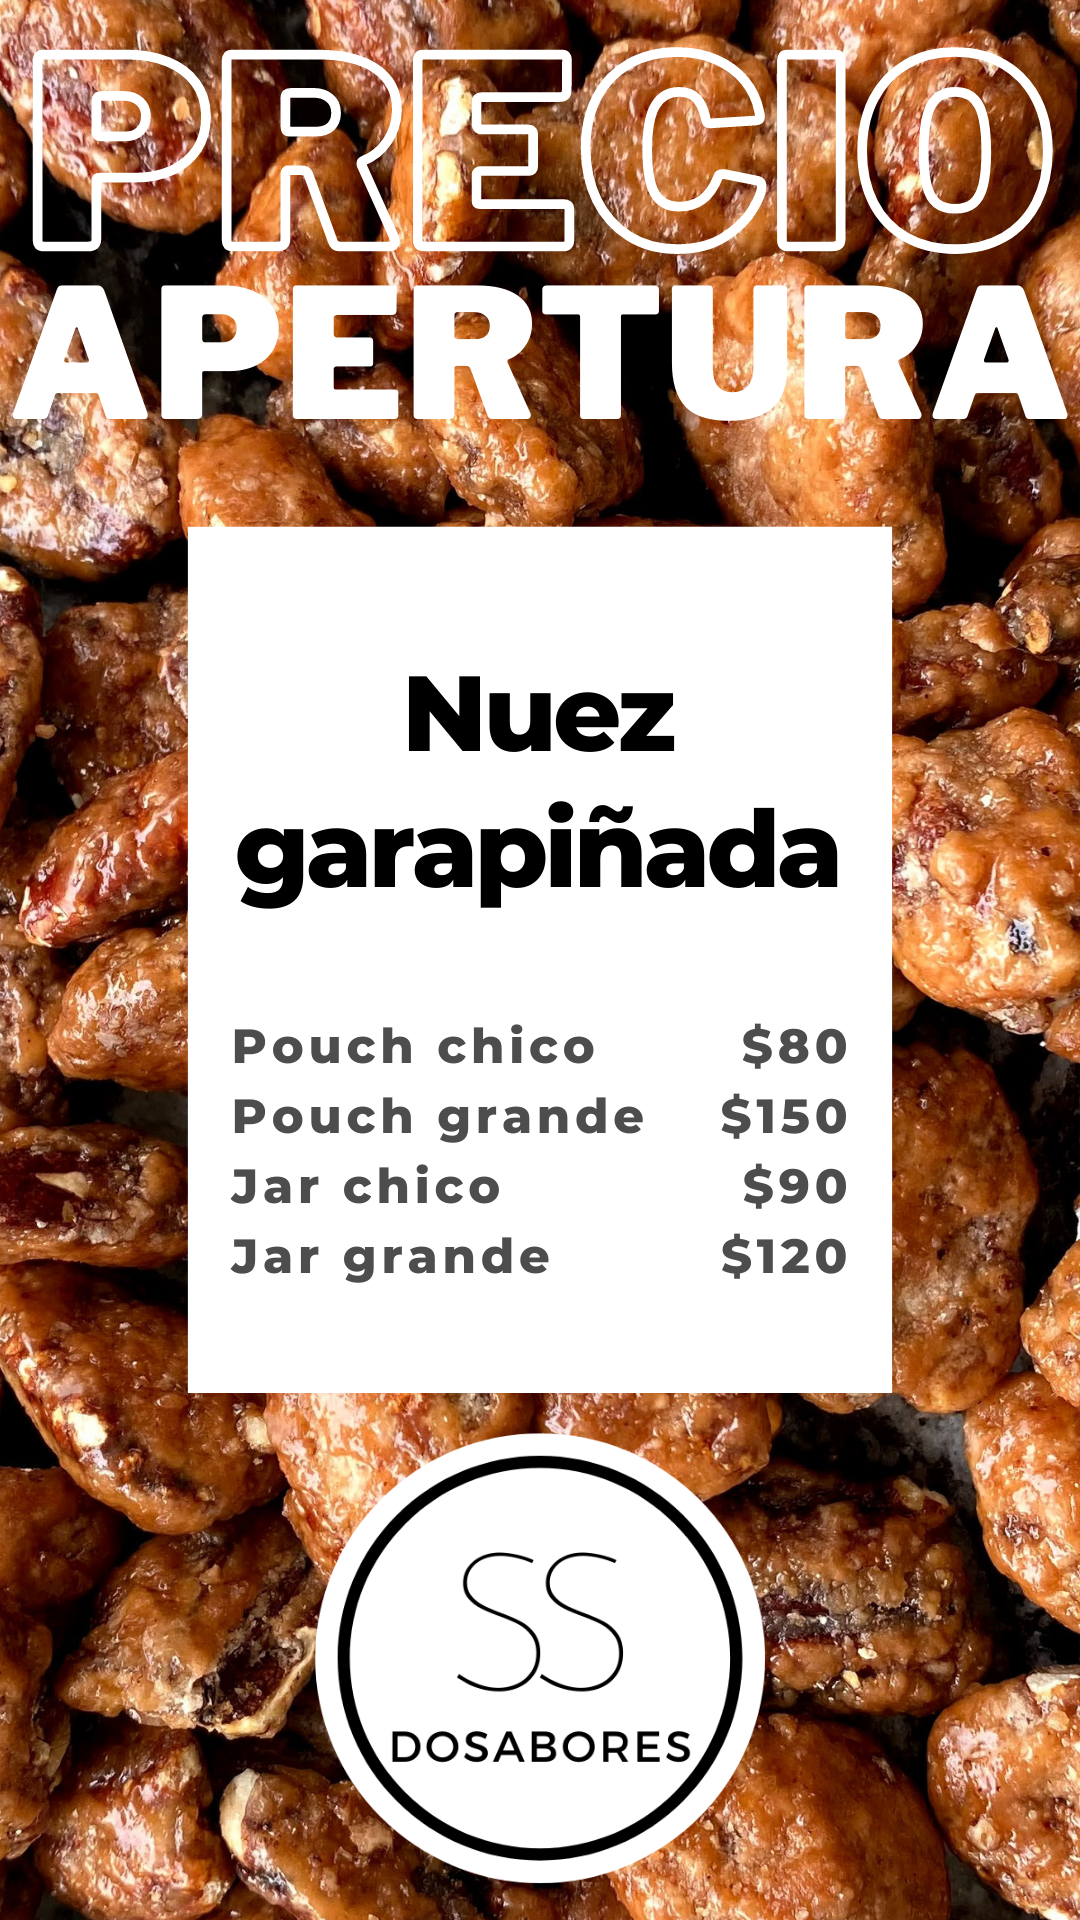 PRECIO
APERTURA
Nuez
garapiñada
Pouch chico $80
Pouch grande $150
Jar chico $90
Jar grande $120
SS
DOSABORES